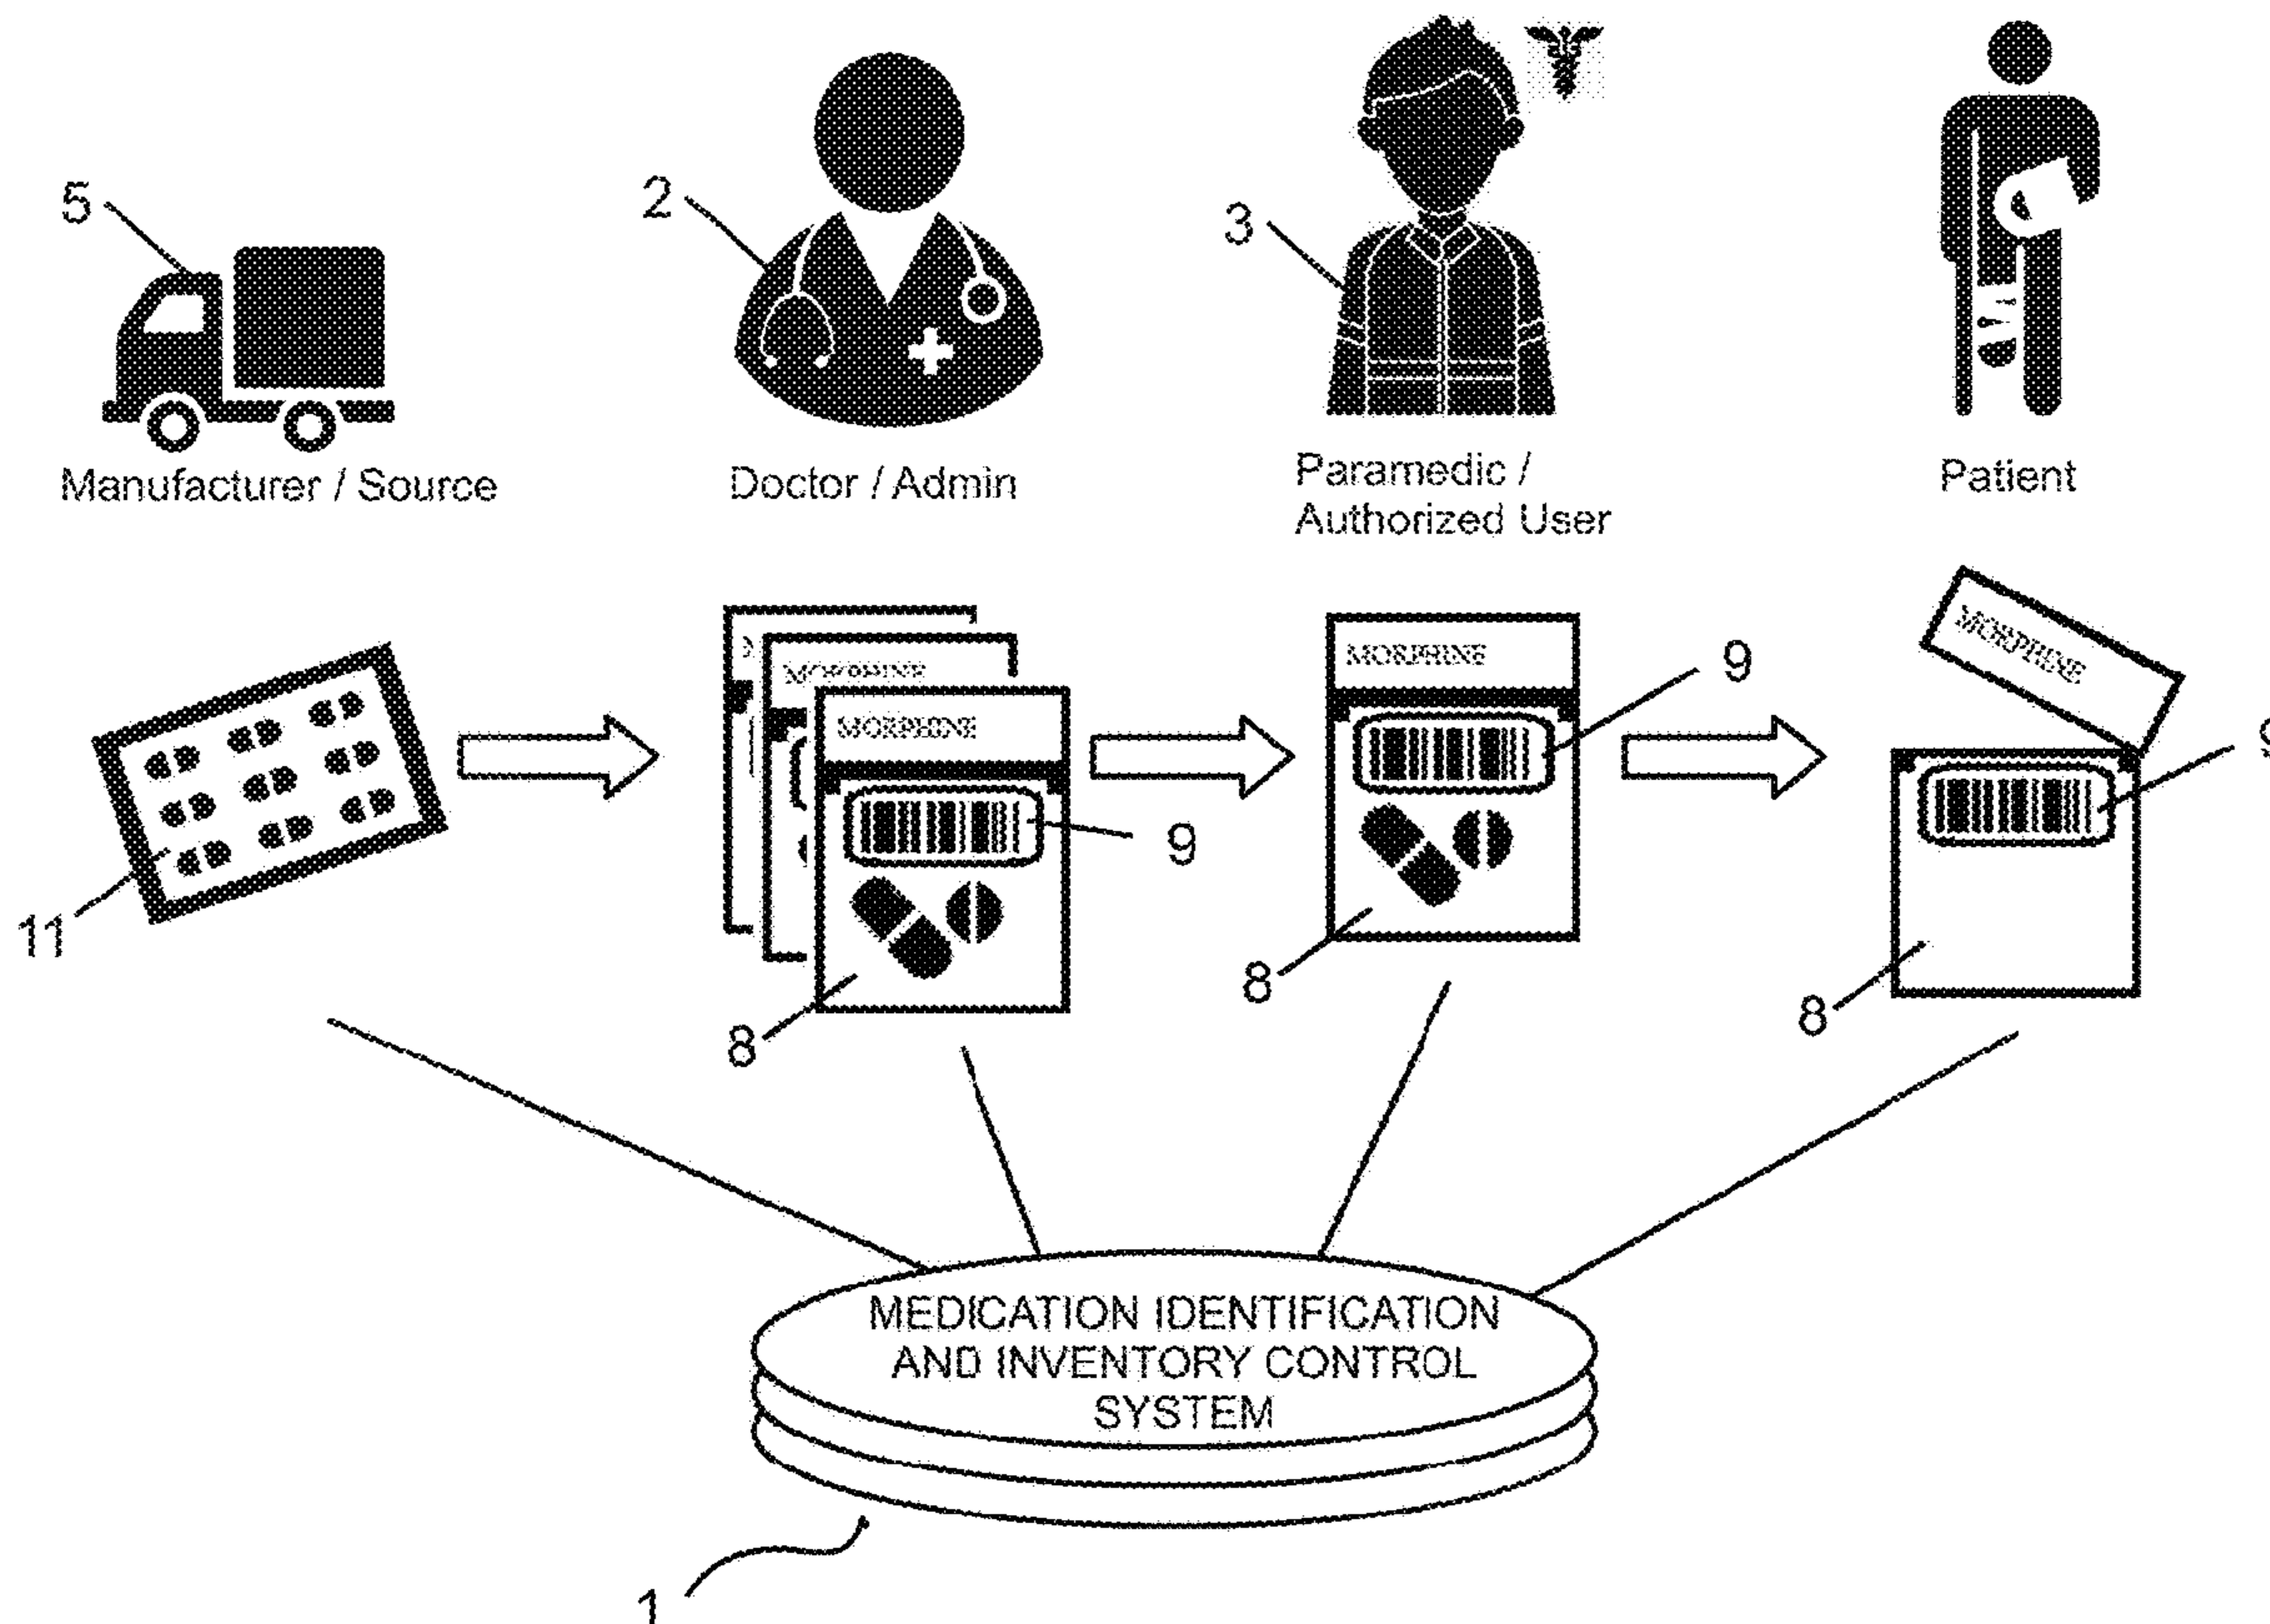 5
2
3
Manufacturer / Source
Doctor / Admin
Paramedic /
Authorized User
Patient
MORPHINE
MORPHINE
MORPHINE
MORPHINE
9
9
9
11
8
8
8
MEDICATION IDENTIFICATION
AND INVENTORY CONTROL
SYSTEM
1